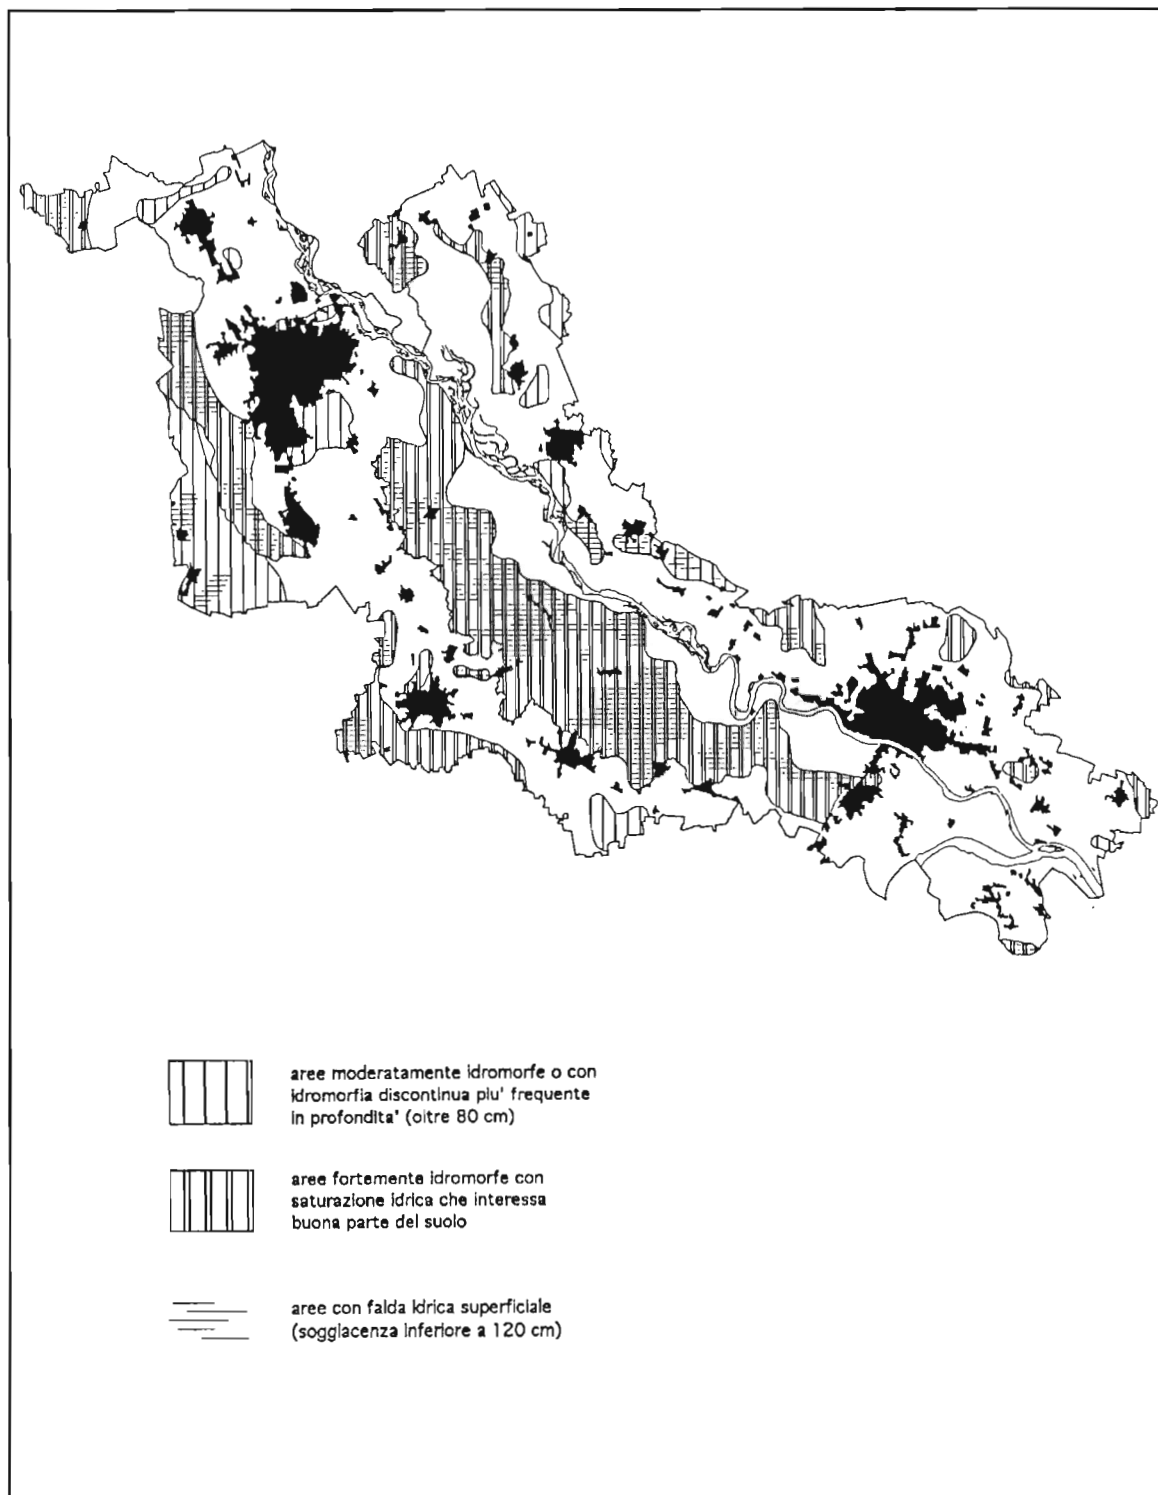 aree moderatamente idromorfe o con
idromorfia discontinua piu' frequente
in profondita' (oltre 80 cm)
aree fortemente idromorfe con
saturazione idrica che interessa
buona parte del suolo
aree con falda idrica superficiale
(soggiacenza inferiore a 120 cm)